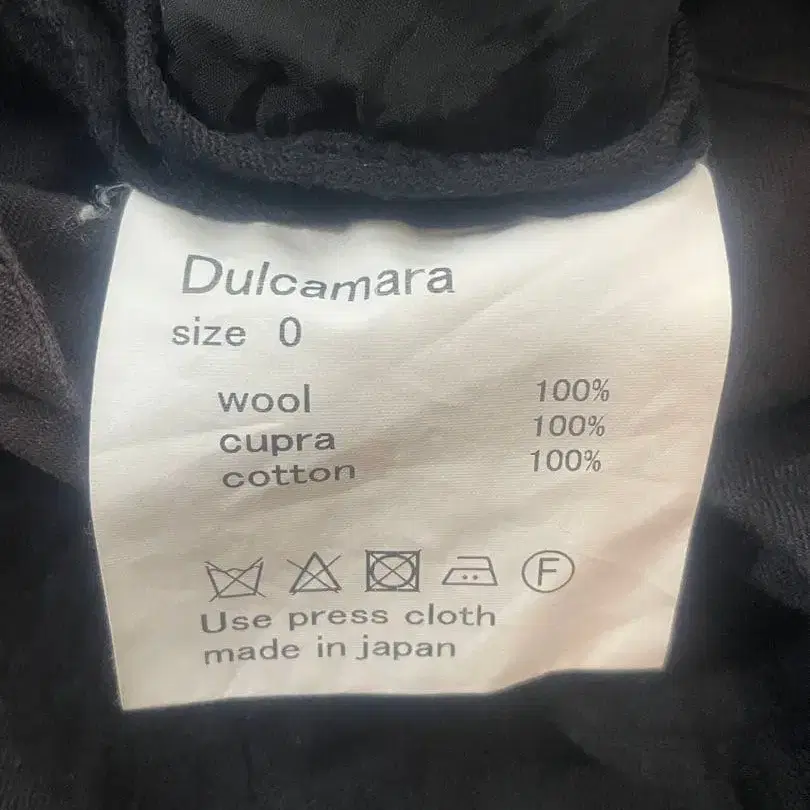 Dulcamara
size 0
wool 100%
cupra 100%
cotton 100%
F
Use press cloth
made in japan